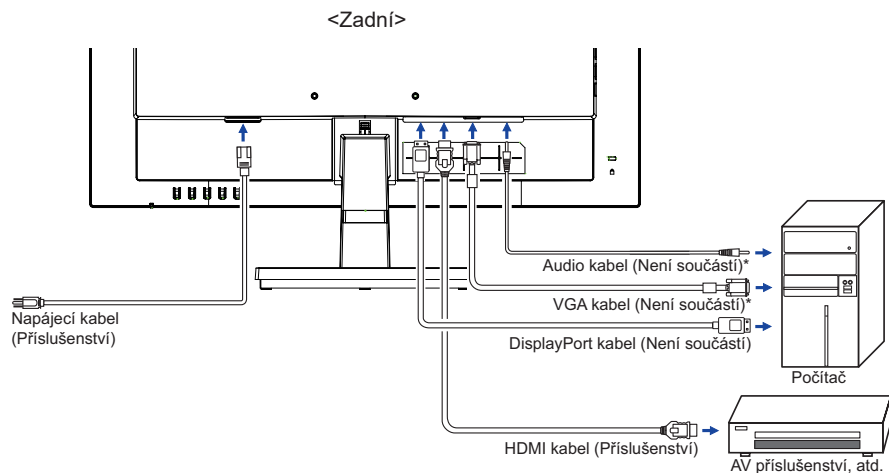 <Zadní>
Audio kabel (Není součástí)*
VGA kabel (Není součástí)*
Napájecí kabel
(Příslušenství)
DisplayPort kabel (Není součástí)
Počítač
HDMI kabel (Příslušenství)
AV příslušenství, atd.